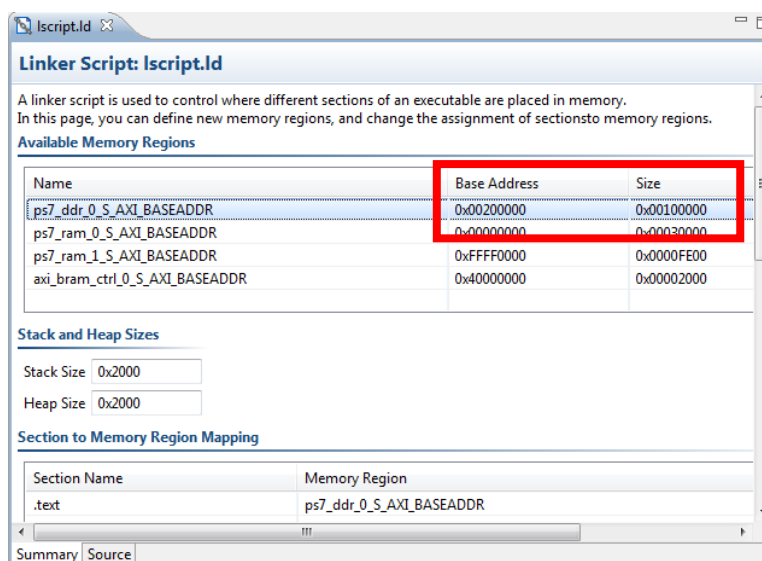 lscript.ld
Linker Script: lscript.ld
A linker script is used to control where different sections of an executable are placed in memory.
In this page, you can define new memory regions, and change the assignment of sectionsto memory regions.
Available Memory Regions
Name Base Address Size
ps7_ddr_0_S_AXI_BASEADDR 0x00200000 0x00100000
ps7_ram_0_S_AXI_BASEADDR 0x00000000 0x00030000
ps7_ram_1_S_AXI_BASEADDR 0xFFFF0000 0x0000FE00
axi_bram_ctrl_0_S_AXI_BASEADDR 0x40000000 0x00002000
Stack and Heap Sizes
Stack Size 0x2000
Heap Size 0x2000
Section to Memory Region Mapping
Section Name Memory Region
.text ps7_ddr_0_S_AXI_BASEADDR
Summary Source